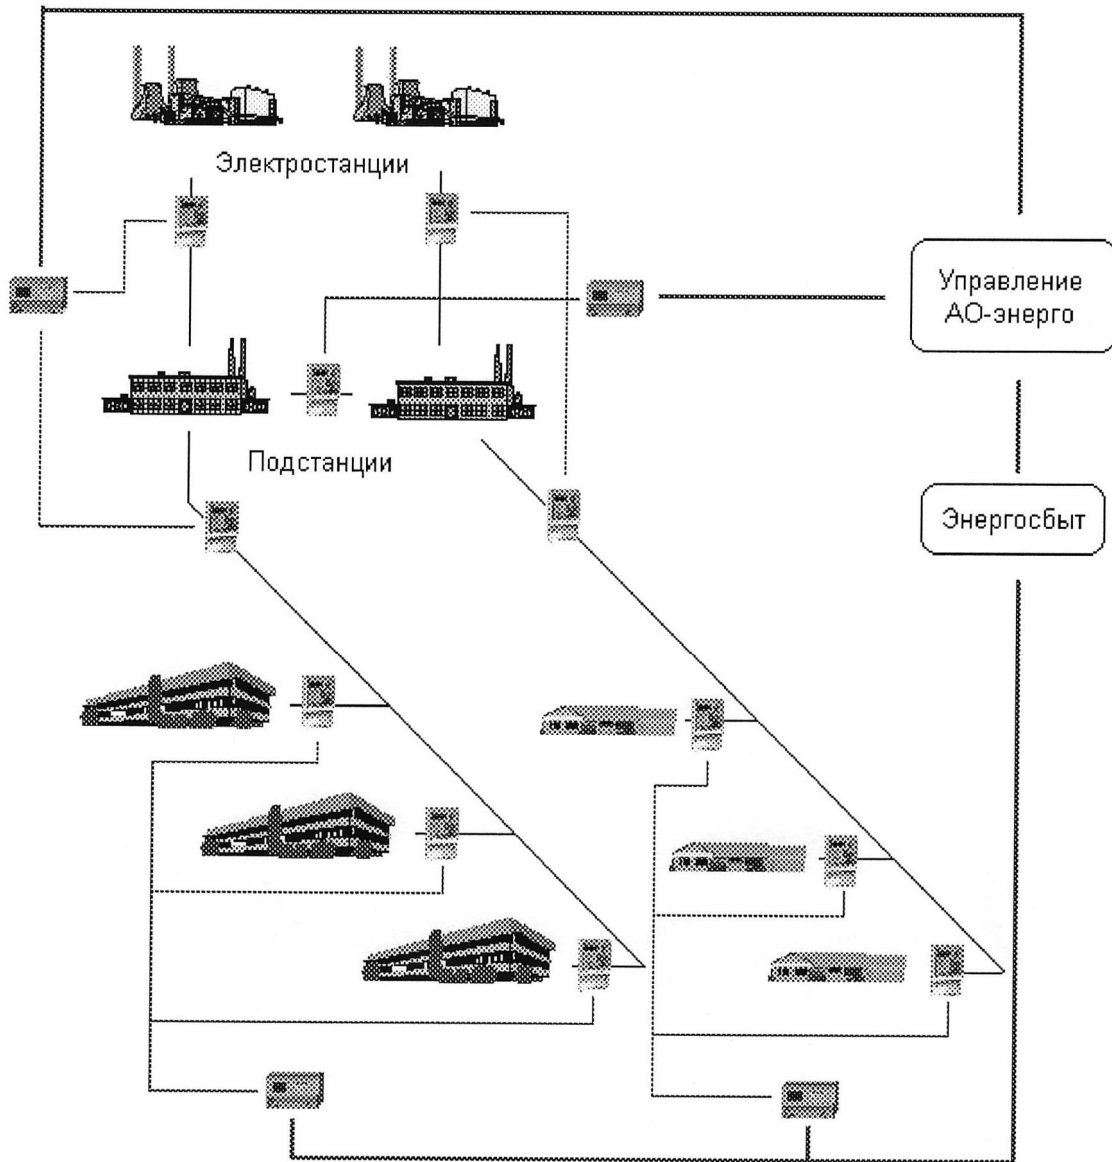 Электростанции
Управление
АО-энерго
Подстанции
Энергосбыт